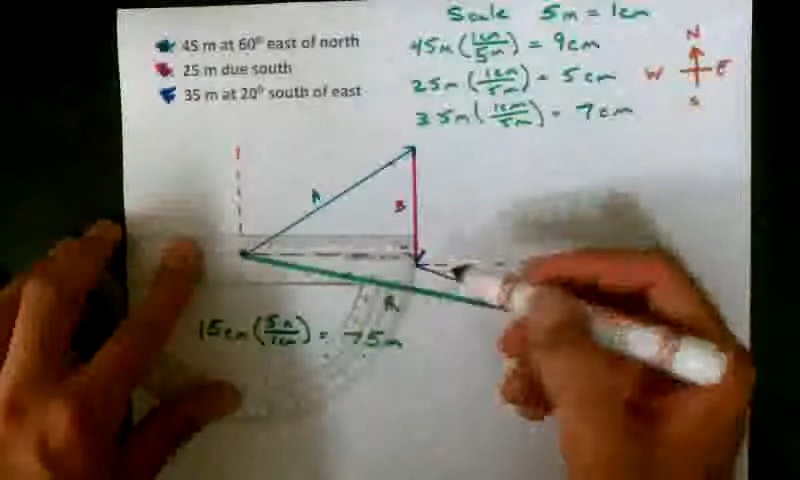 Scale 5m = 1cm
45 m at 60° east of north
25 m due south
35 m at 20° south of east
45m (1cm/5m) = 9cm
25m (1cm/5m) = 5cm
35m (1cm/5m) = 7cm
N
W E
S
A
B
R
15cm (5m/1cm) = 75m